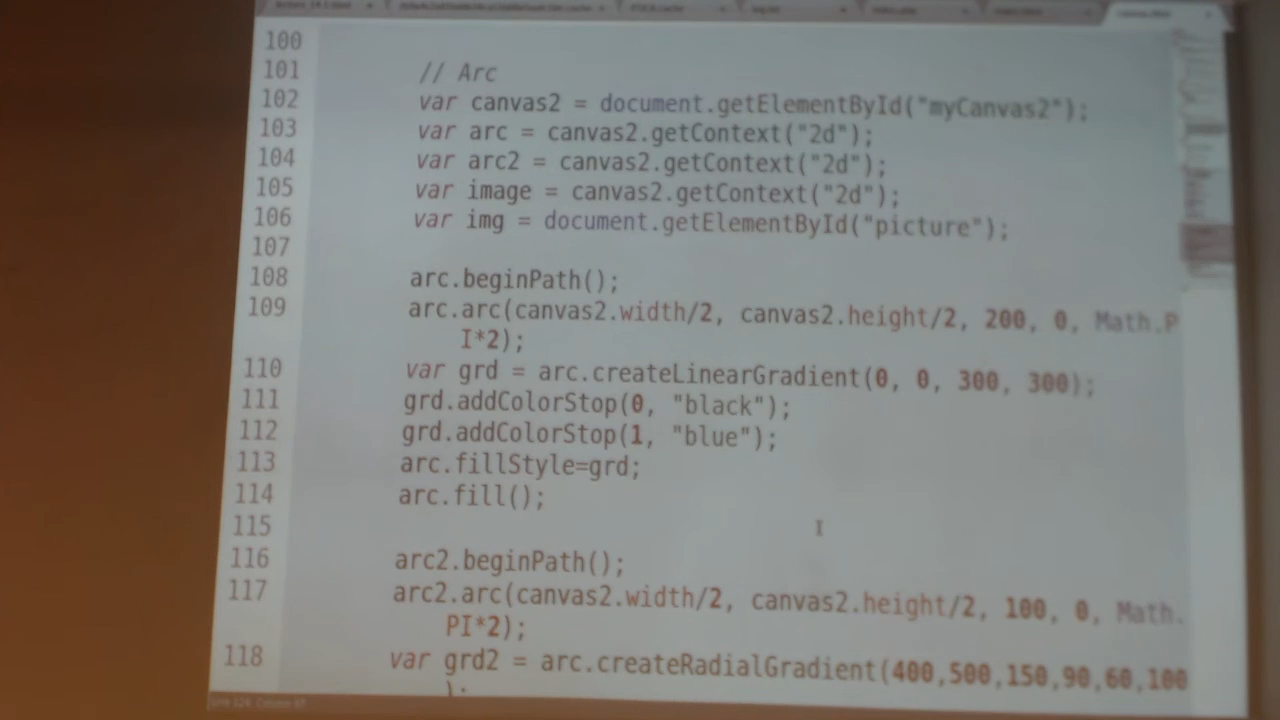 100
101 // Arc
102 var canvas2 = document.getElementById("myCanvas2");
103 var arc = canvas2.getContext("2d");
104 var arc2 = canvas2.getContext("2d");
105 var image = canvas2.getContext("2d");
106 var img = document.getElementById("picture");
107
108 arc.beginPath();
109 arc.arc(canvas2.width/2, canvas2.height/2, 200, 0, Math.P
I*2);
110 var grd = arc.createLinearGradient(0, 0, 300, 300);
111 grd.addColorStop(0, "black");
112 grd.addColorStop(1, "blue");
113 arc.fillStyle=grd;
114 arc.fill();
115
116 arc2.beginPath();
117 arc2.arc(canvas2.width/2, canvas2.height/2, 100, 0, Math.
PI*2);
118 var grd2 = arc.createRadialGradient(400,500,150,90,60,100
);